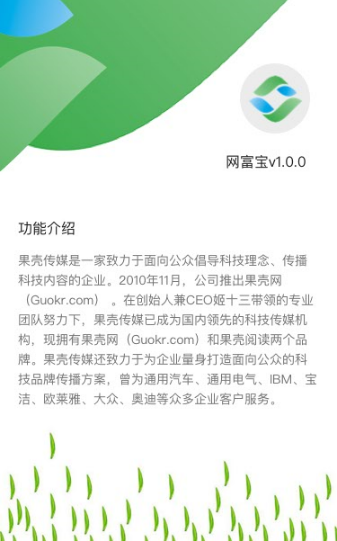 网富宝v1.0.0
功能介绍
果壳传媒是一家致力于面向公众倡导科技理念、传播
科技内容的企业。2010年11月，公司推出果壳网
（Guokr.com） 。在创始人兼CEO姬十三带领的专业
团队努力下，果壳传媒已成为国内领先的科技传媒机
构，现拥有果壳网（Guokr.com）和果壳阅读两个品
牌。果壳传媒还致力于为企业量身打造面向公众的科
技品牌传播方案，曾为通用汽车、通用电气、IBM、宝
洁、欧莱雅、大众、奥迪等众多企业客户服务。